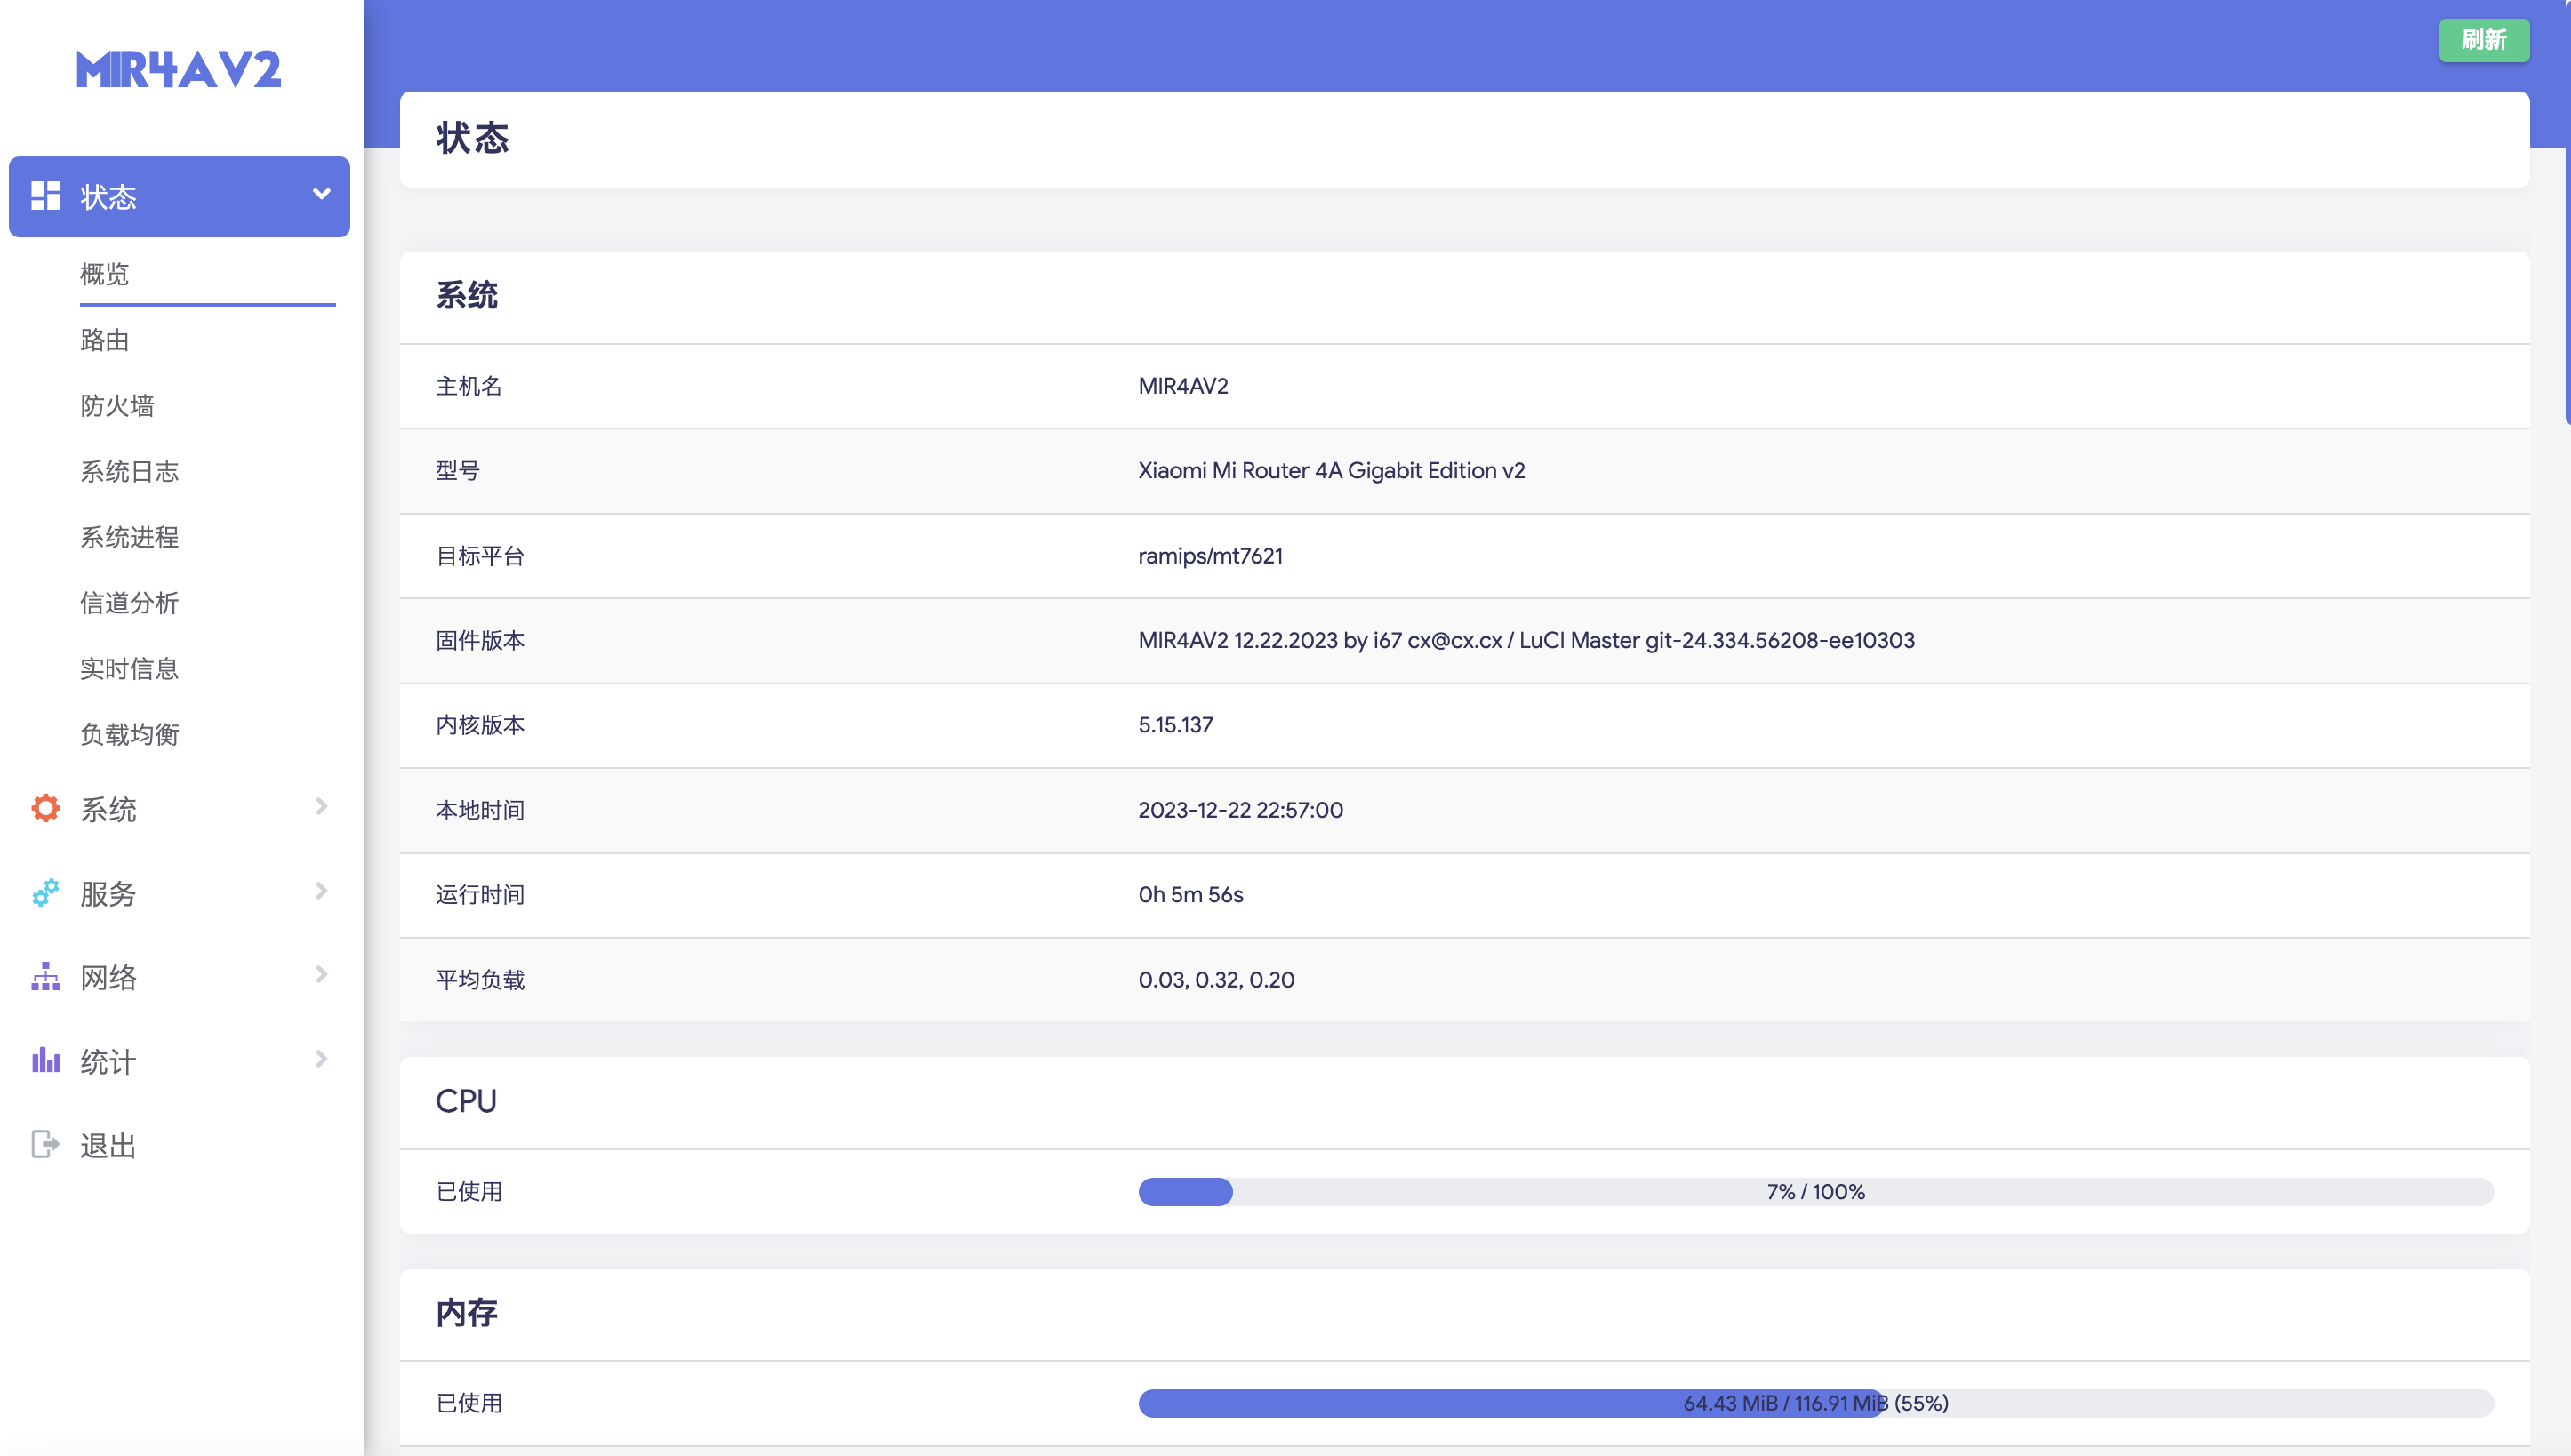 MIR4AV2
状态
概览
路由
防火墙
系统日志
系统进程
信道分析
实时信息
负载均衡
系统
服务
网络
统计
退出
刷新
状态
系统
主机名 MIR4AV2
型号 Xiaomi Mi Router 4A Gigabit Edition v2
目标平台 ramips/mt7621
固件版本 MIR4AV2 12.22.2023 by i67 cx@cx.cx / LuCI Master git-24.334.56208-ee10303
内核版本 5.15.137
本地时间 2023-12-22 22:57:00
运行时间 0h 5m 56s
平均负载 0.03, 0.32, 0.20
CPU
已使用 7% / 100%
内存
已使用 64.43 MiB / 116.91 MiB (55%)